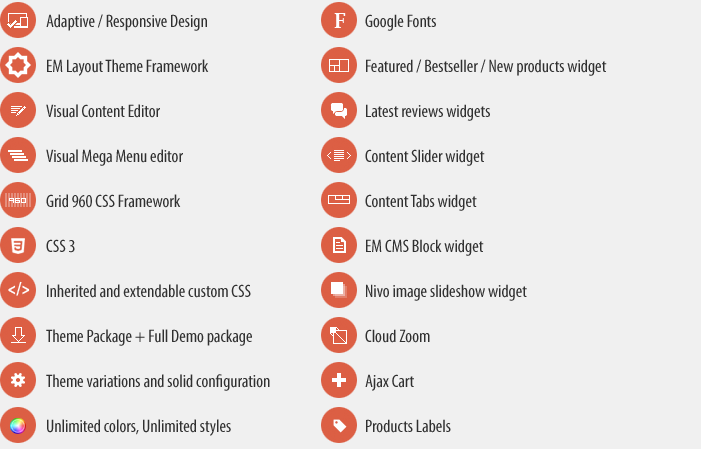 Adaptive / Responsive Design
EM Layout Theme Framework
Visual Content Editor
Visual Mega Menu editor
960
Grid 960 CSS Framework
CSS 3
</>
Inherited and extendable custom CSS
Theme Package + Full Demo package
Theme variations and solid configuration
Unlimited colors, Unlimited styles
F
Google Fonts
Featured / Bestseller / New products widget
Latest reviews widgets
Content Slider widget
Content Tabs widget
EM CMS Block widget
Nivo image slideshow widget
Cloud Zoom
Ajax Cart
Products Labels